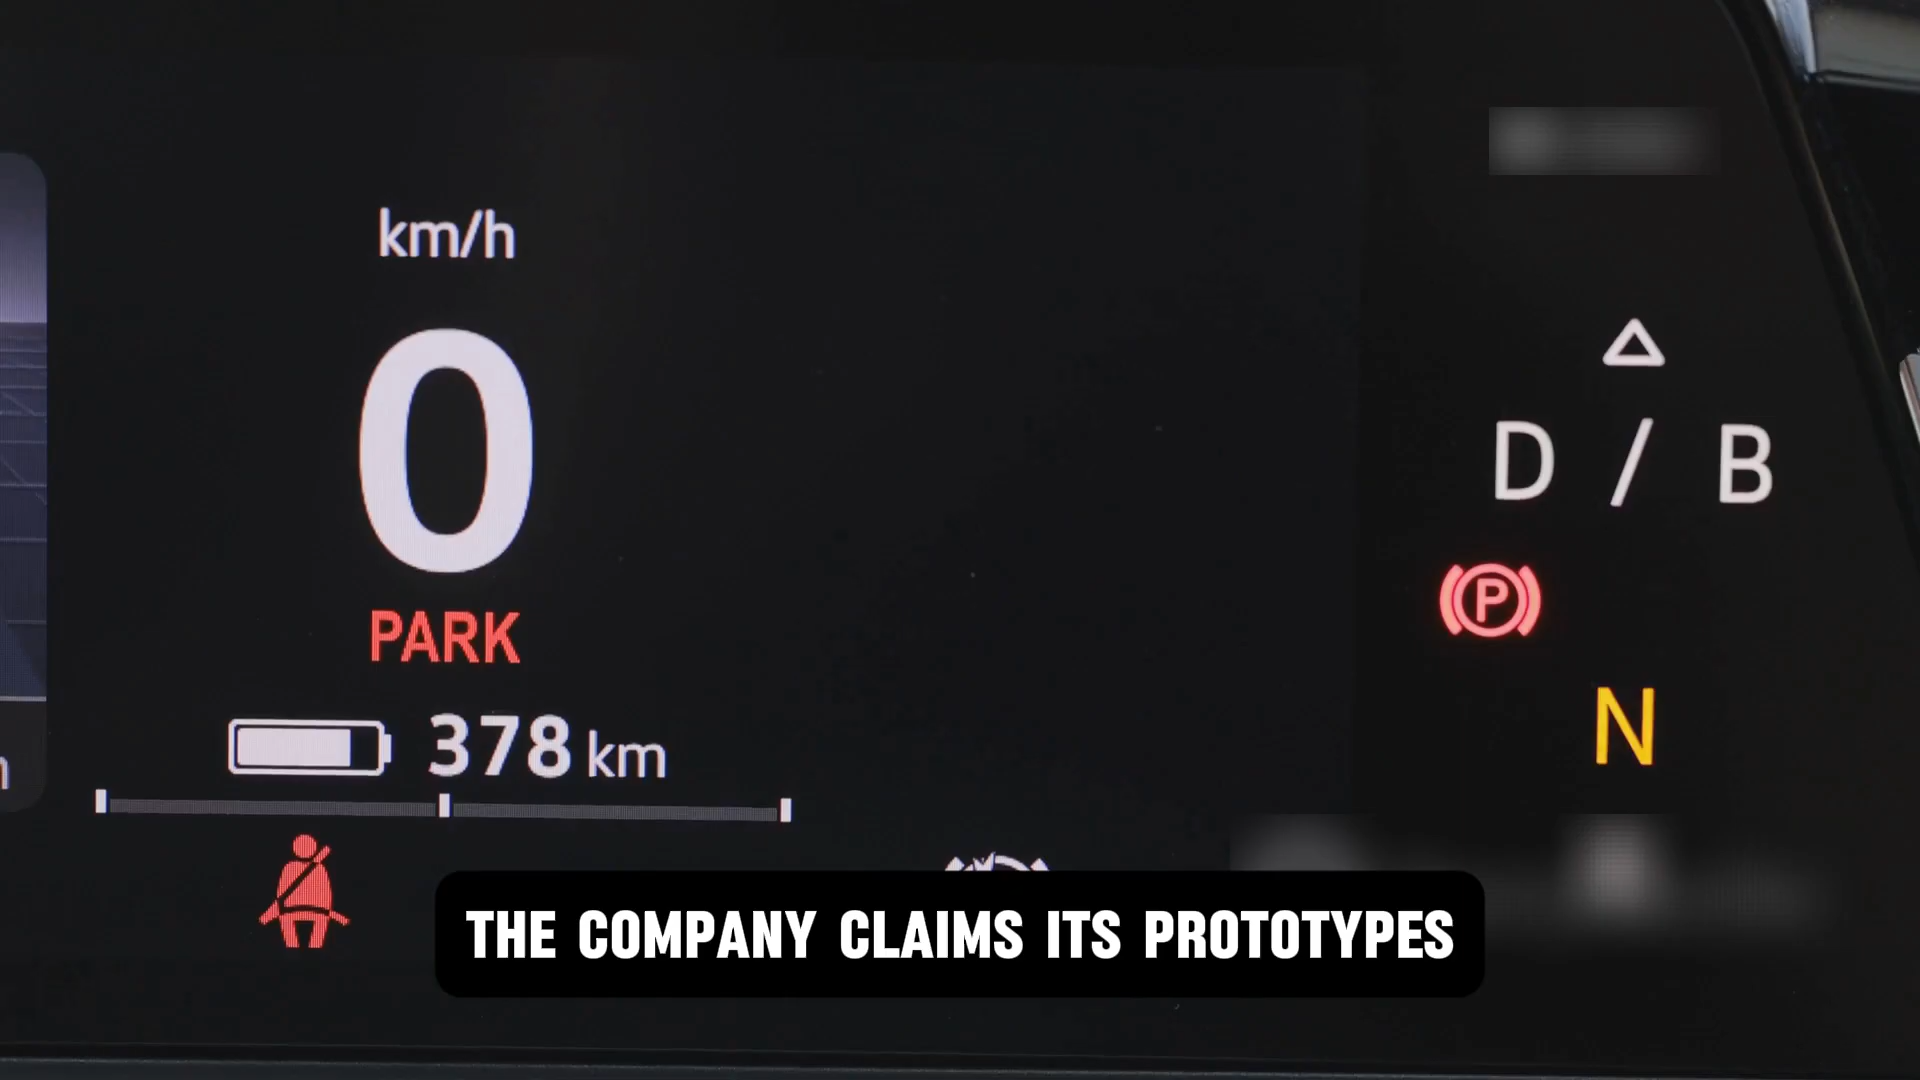 km/h
0
PARK
378 km
D / B
P
N
THE COMPANY CLAIMS ITS PROTOTYPES